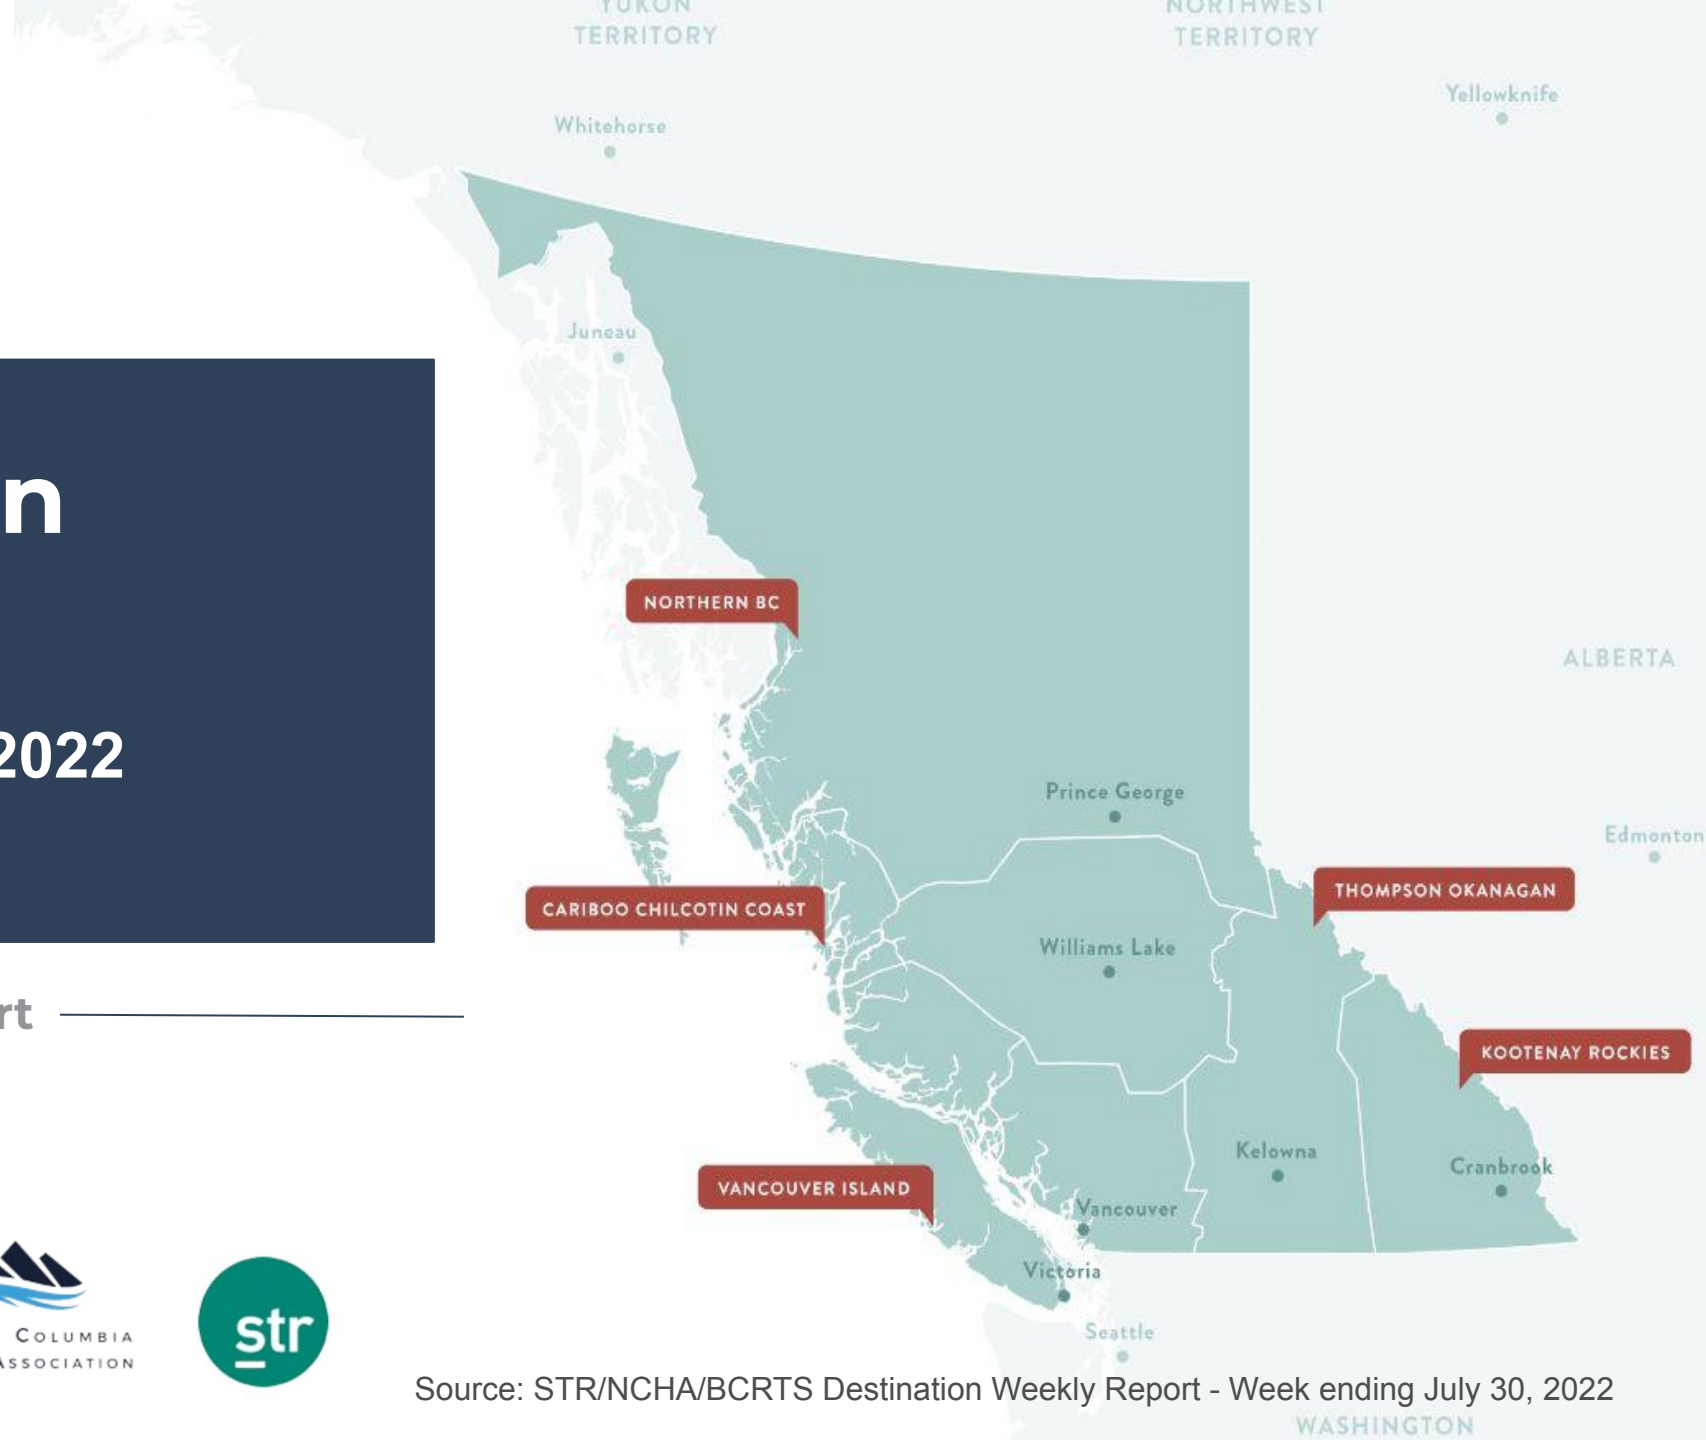 YUKON
TERRITORY
NORTHWEST
TERRITORY
Yellowknife
Whitehorse
Juneau
n
2022
NORTHERN BC
ALBERTA
Prince George
Edmonton
THOMPSON OKANAGAN
CARIBOO CHILCOTIN COAST
Williams Lake
rt
KOOTENAY ROCKIES
Kelowna
Cranbrook
VANCOUVER ISLAND
Vancouver
Victoria
COLUMBIA
ASSOCIATION
str
Seattle
Source: STR/NCHA/BCRTS Destination Weekly Report - Week ending July 30, 2022
WASHINGTON